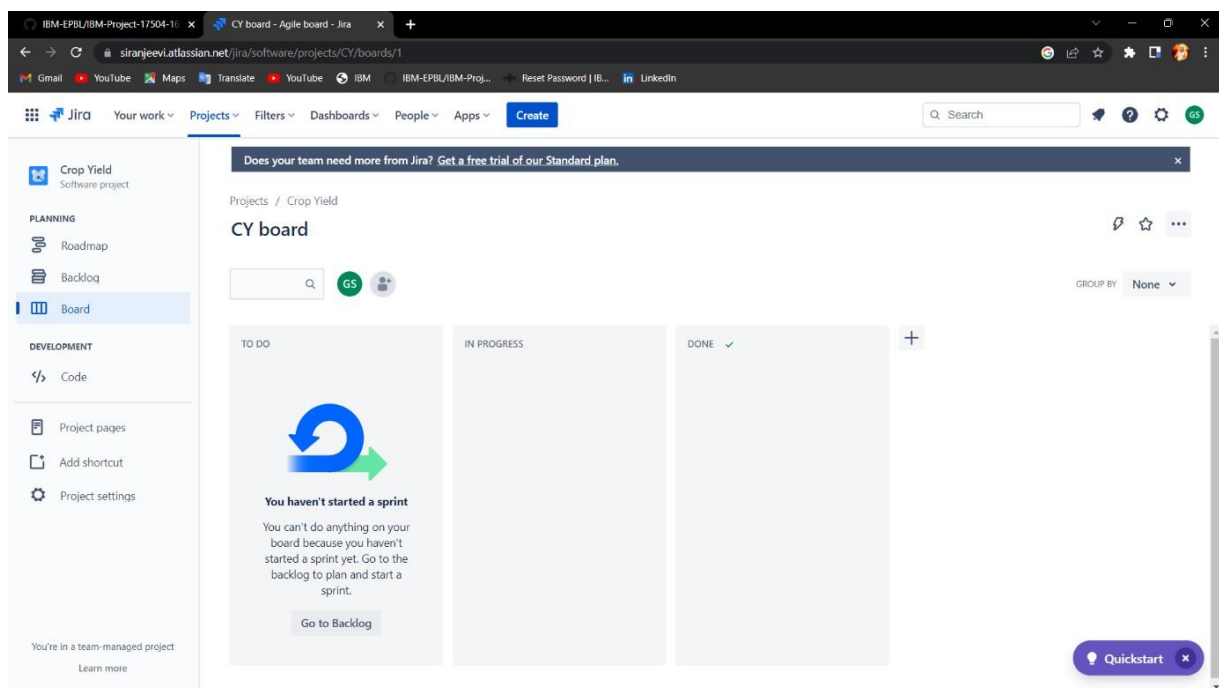 IBM-EPBL/IBM-Project-17504-16
CY board - Agile board - Jira
siranjeevi.atlassian.net/jira/software/projects/CY/boards/1
Gmail YouTube Maps Translate YouTube IBM IBM-EPBL/IBM-Proj... Reset Password | IB... LinkedIn
Jira Your work Projects Filters Dashboards People Apps Create Search GS
Does your team need more from Jira? Get a free trial of our Standard plan.
Crop Yield
Software project
Projects / Crop Yield
CY board
PLANNING
Roadmap
Backlog
Board
DEVELOPMENT
Code
Project pages
Add shortcut
Project settings
You're in a team-managed project
Learn more
GS
GROUP BY None
TO DO
IN PROGRESS
DONE
You haven't started a sprint
You can't do anything on your
board because you haven't
started a sprint yet. Go to the
backlog to plan and start a
sprint.
Go to Backlog
Quickstart